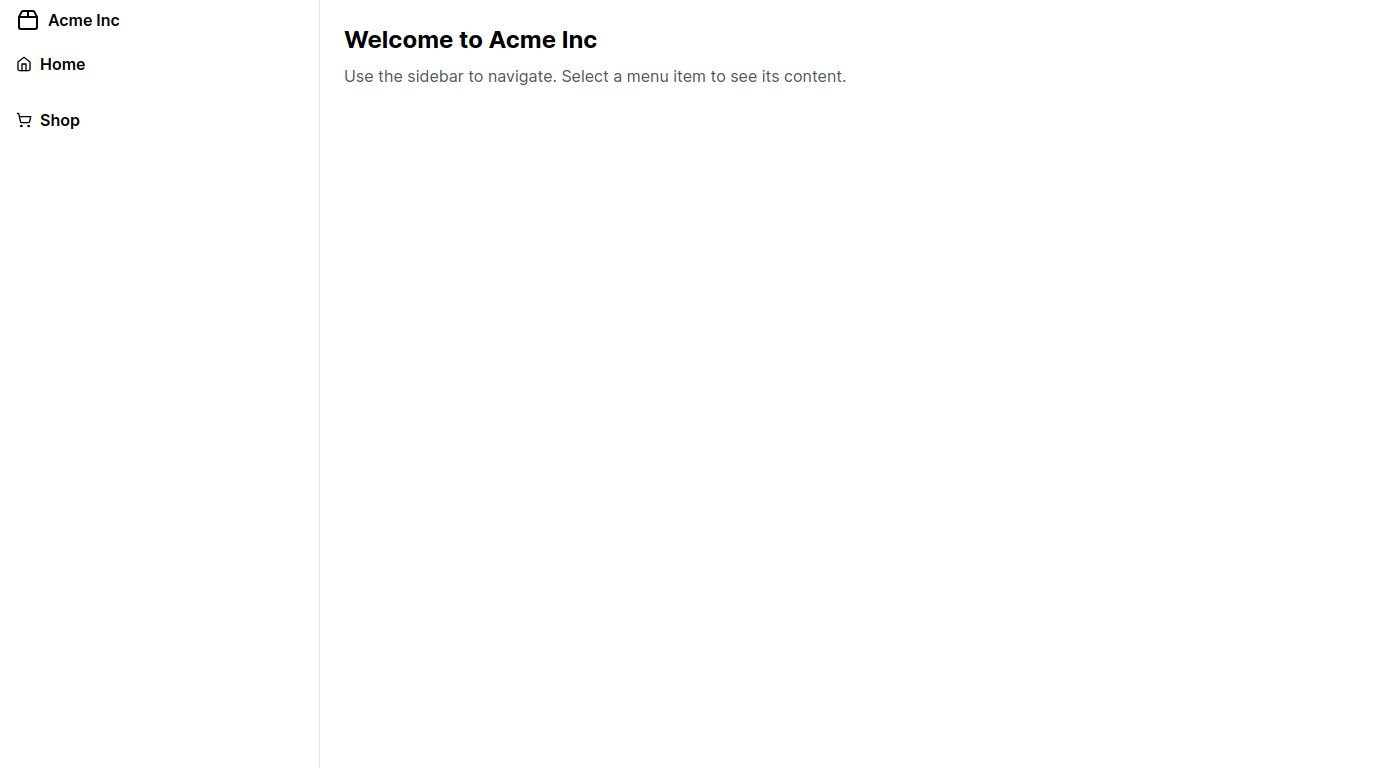 Acme Inc
Home
Shop
Welcome to Acme Inc
Use the sidebar to navigate. Select a menu item to see its content.